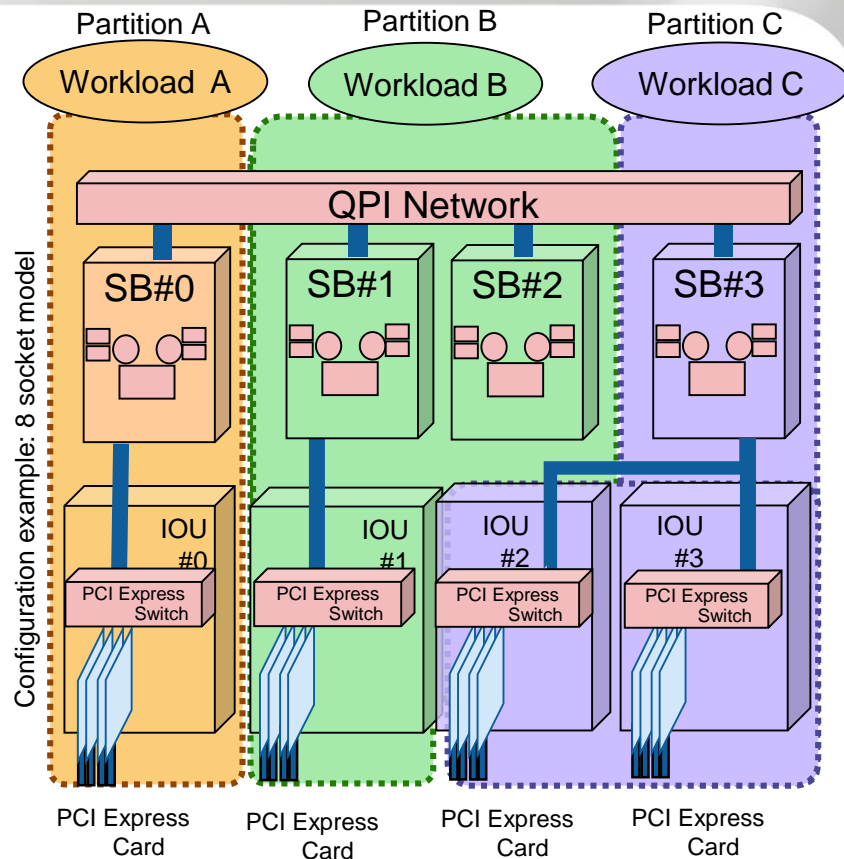 Partition A
Partition B
Partition C
Workload A
Workload B
Workload C
QPI Network
SB#0
SB#1
SB#2
SB#3
Configuration example: 8 socket model
IOU
#0
IOU
#1
IOU
#2
IOU
#3
PCI Express
Switch
PCI Express
Switch
PCI Express
Switch
PCI Express
Switch
PCI Express
Card
PCI Express
Card
PCI Express
Card
PCI Express
Card